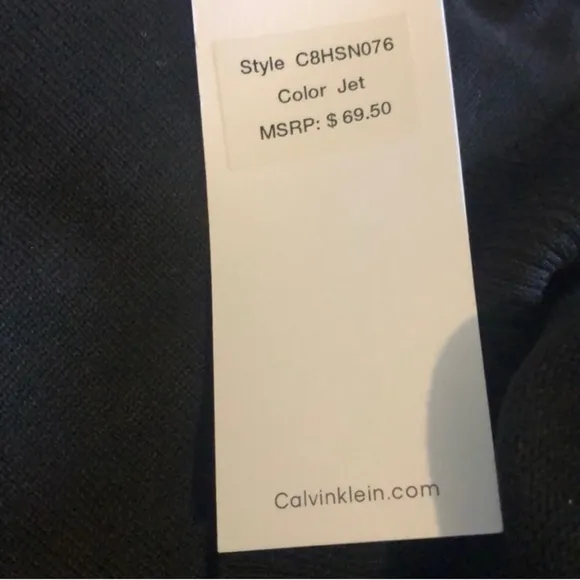 Style C8HSN076
Color Jet
MSRP: $ 69.50
Calvinklein.com